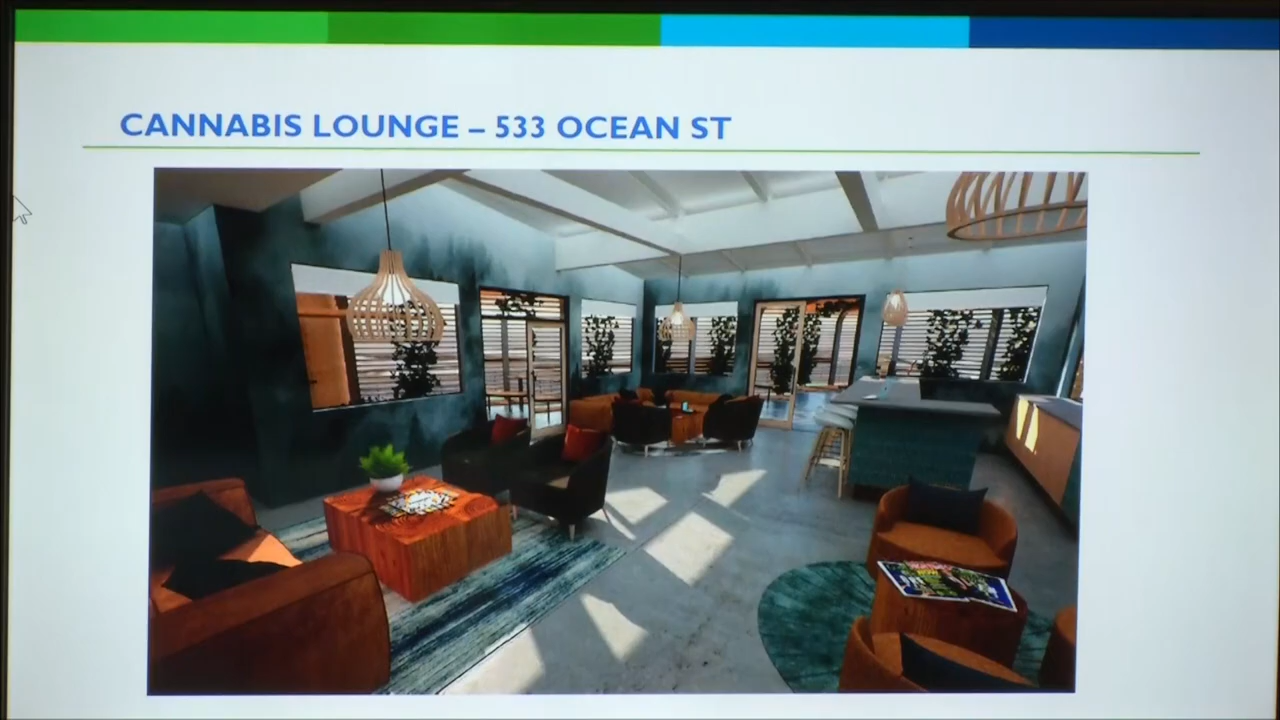 CANNABIS LOUNGE – 533 OCEAN ST